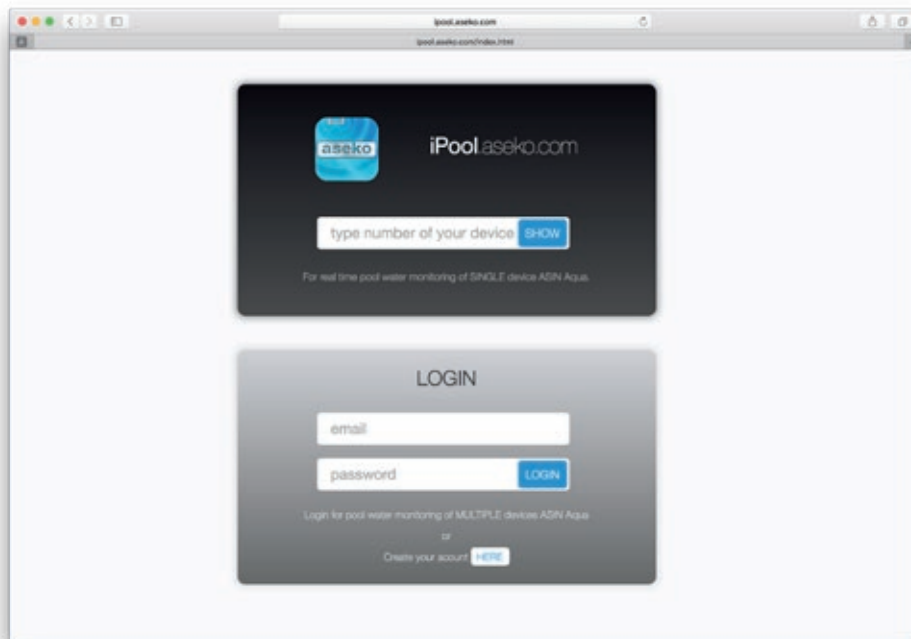 ipool.aseko.com
ipool.aseko.com/index.html
aseko
iPool.aseko.com
type number of your device SHOW
For real time pool water monitoring of SINGLE device ASIN Aqua.
LOGIN
email
password LOGIN
Login for pool water montoring of MULTIPLE devices ASIN Aqua
or
Create your acount HERE